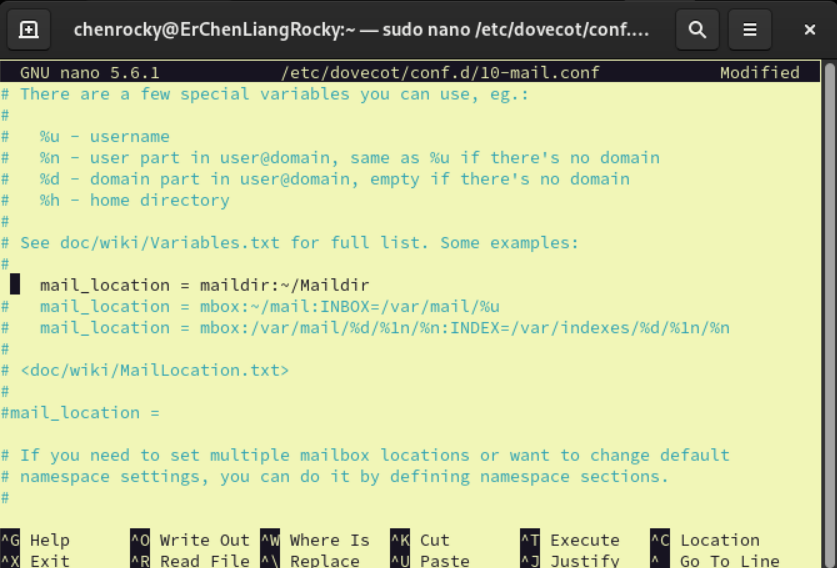 chenrocky@ErChenLiangRocky:~ — sudo nano /etc/dovecot/conf....
GNU nano 5.6.1 /etc/dovecot/conf.d/10-mail.conf Modified
# There are a few special variables you can use, eg.:
#
#   %u - username
#   %n - user part in user@domain, same as %u if there's no domain
#   %d - domain part in user@domain, empty if there's no domain
#   %h - home directory
#
# See doc/wiki/Variables.txt for full list. Some examples:
#
    mail_location = maildir:~/Maildir
#   mail_location = mbox:~/mail:INBOX=/var/mail/%u
#   mail_location = mbox:/var/mail/%d/%1n/%n:INDEX=/var/indexes/%d/%1n/%n
#
# <doc/wiki/MailLocation.txt>
#
#mail_location =
# If you need to set multiple mailbox locations or want to change default
# namespace settings, you can do it by defining namespace sections.
#
^G Help ^O Write Out ^W Where Is ^K Cut ^T Execute ^C Location
^X Exit ^R Read File ^\ Replace ^U Paste ^J Justify ^_ Go To Line